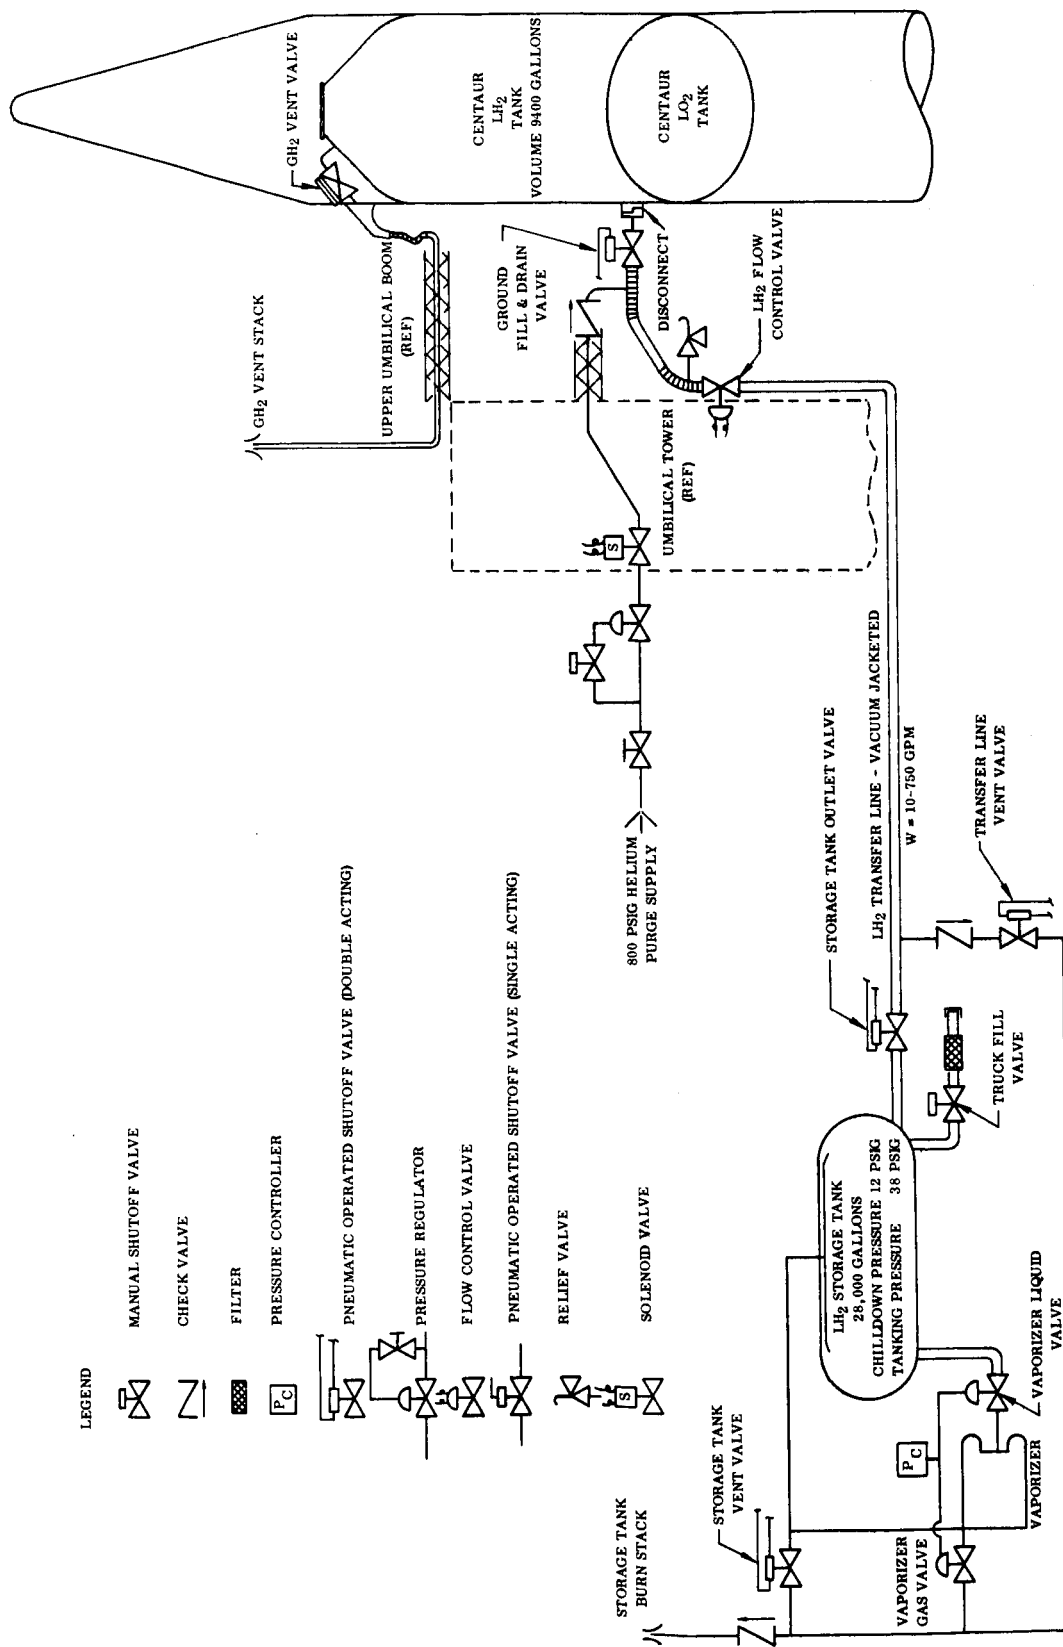 LEGEND
MANUAL SHUTOFF VALVE
CHECK VALVE
FILTER
PC
PRESSURE CONTROLLER
PNEUMATIC OPERATED SHUTOFF VALVE (DOUBLE ACTING)
PRESSURE REGULATOR
FLOW CONTROL VALVE
PNEUMATIC OPERATED SHUTOFF VALVE (SINGLE ACTING)
RELIEF VALVE
S
SOLENOID VALVE
GH2 VENT STACK
UPPER UMBILICAL BOOM
(REF)
GH2 VENT VALVE
CENTAUR
LH2
TANK
VOLUME 9400 GALLONS
CENTAUR
LO2
TANK
GROUND
FILL & DRAIN
VALVE
DISCONNECT
LH2 FLOW
CONTROL VALVE
S
UMBILICAL TOWER
(REF)
800 PSIG HELIUM
PURGE SUPPLY
STORAGE TANK OUTLET VALVE
LH2 TRANSFER LINE - VACUUM JACKETED
W = 10-750 GPM
TRANSFER LINE
VENT VALVE
TRUCK FILL
VALVE
LH2 STORAGE TANK
28,000 GALLONS
CHILLDOWN PRESSURE 12 PSIG
TANKING PRESSURE 38 PSIG
STORAGE TANK
BURN STACK
STORAGE TANK
VENT VALVE
PC
VAPORIZER
GAS VALVE
VAPORIZER
VAPORIZER LIQUID
VALVE